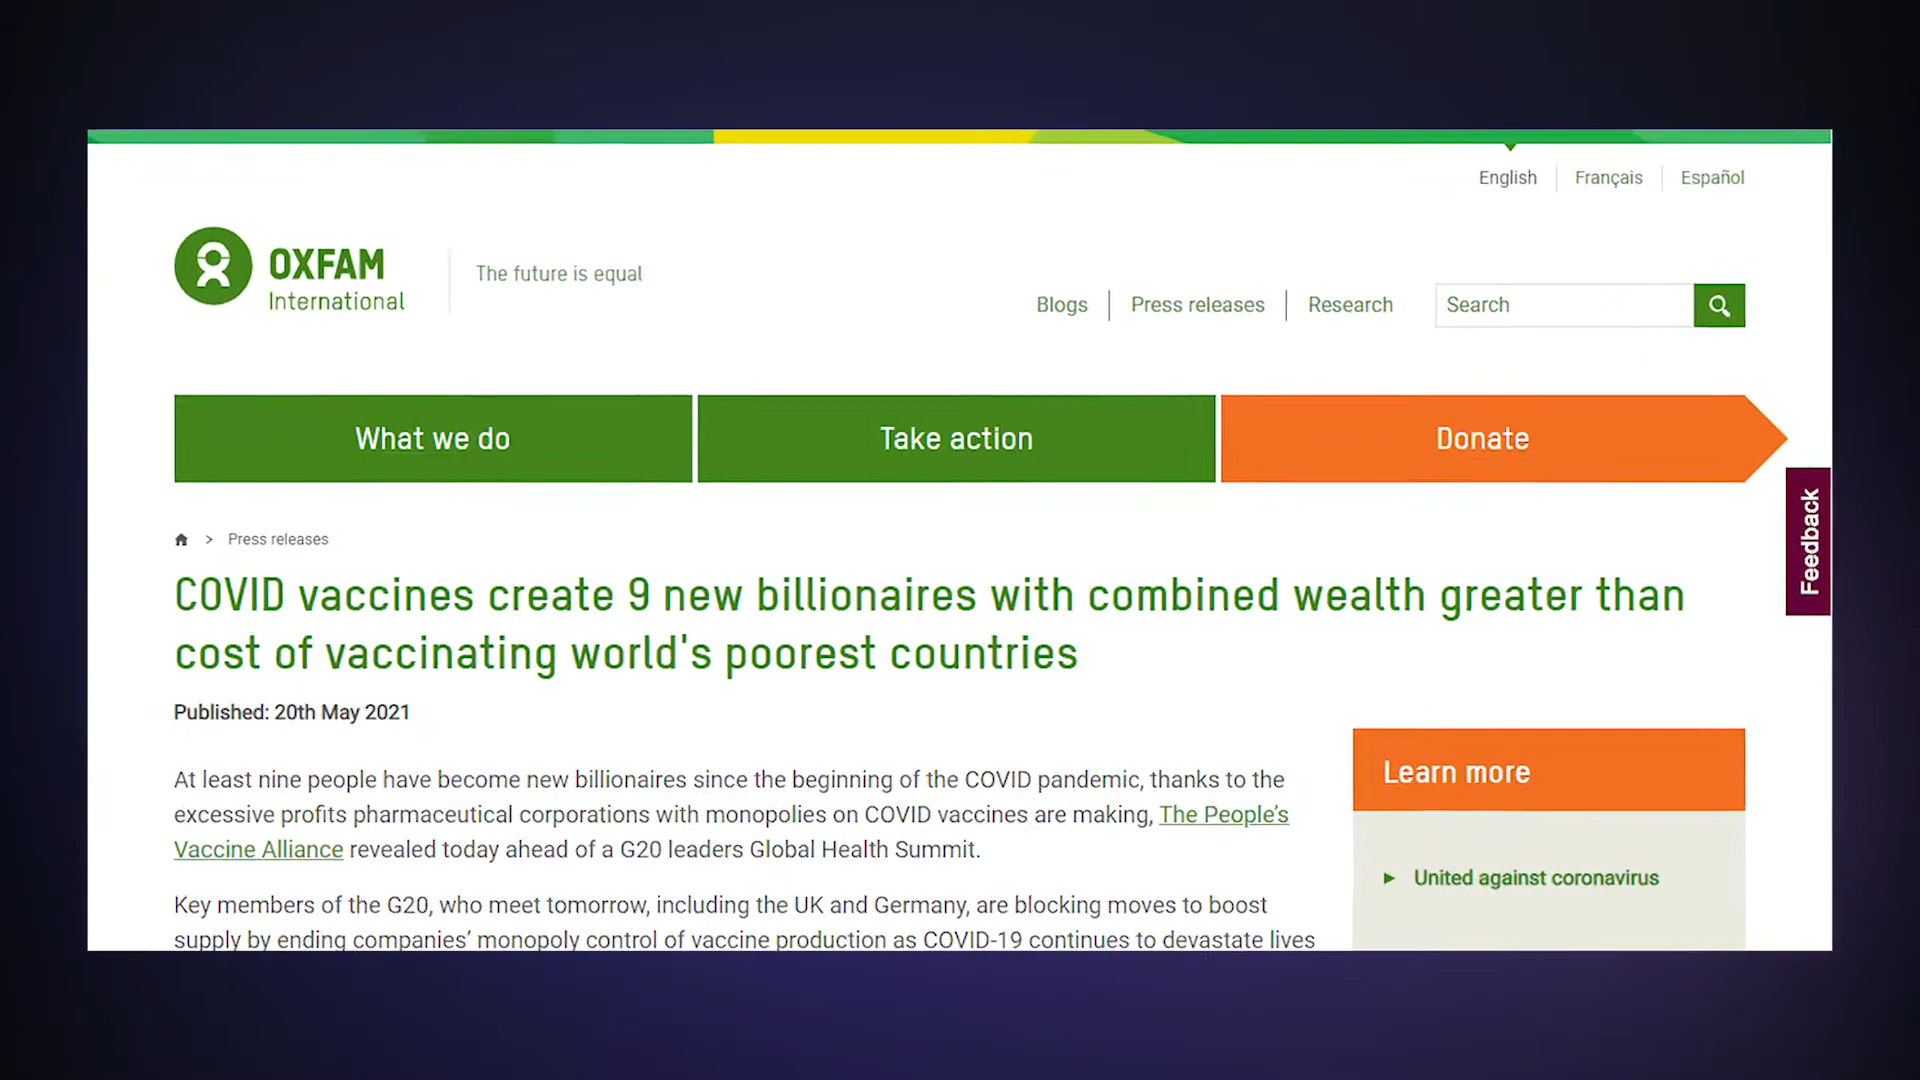 English
Français
Español
OXFAM
International
The future is equal
Blogs
Press releases
Research
Search
What we do
Take action
Donate
Feedback
Press releases
COVID vaccines create 9 new billionaires with combined wealth greater than
cost of vaccinating world's poorest countries
Published: 20th May 2021
At least nine people have become new billionaires since the beginning of the COVID pandemic, thanks to the
excessive profits pharmaceutical corporations with monopolies on COVID vaccines are making, The People’s
Vaccine Alliance revealed today ahead of a G20 leaders Global Health Summit.
Key members of the G20, who meet tomorrow, including the UK and Germany, are blocking moves to boost
supply by ending companies’ monopoly control of vaccine production as COVID-19 continues to devastate lives
Learn more
United against coronavirus